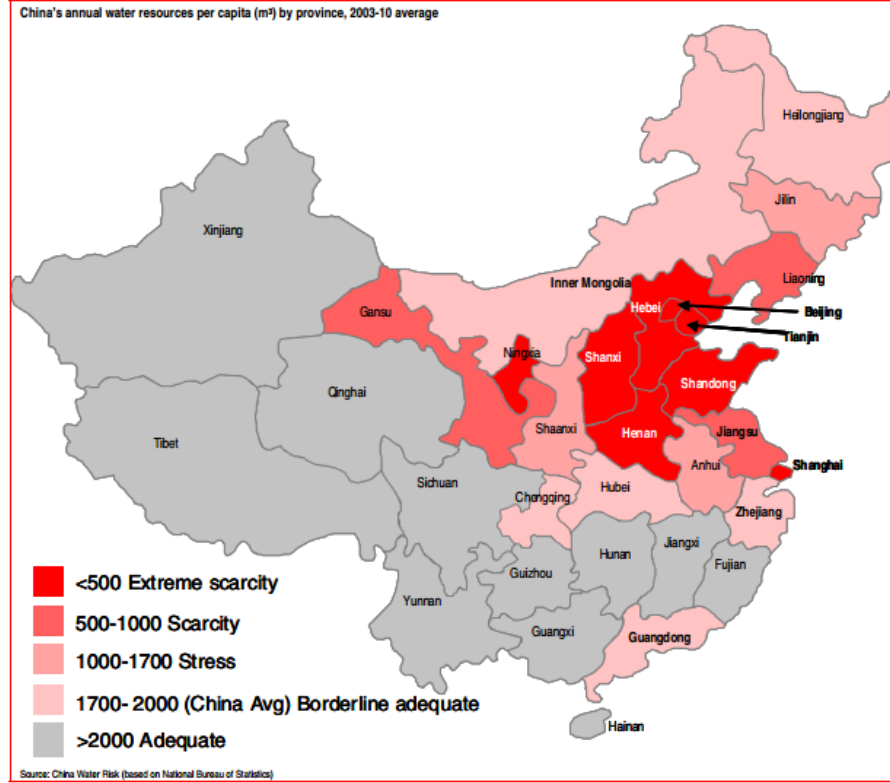 China's annual water resources per capita (m³) by province, 2003-10 average
Heilongjiang
Jilin
Xinjiang
Liaoning
Inner Mongolia
Gansu
Hebei
Beijing
Tianjin
Ningxia
Shanxi
Shandong
Qinghai
Shaanxi
Henan
Jiangsu
Tibet
Anhui
Shanghai
Sichuan
Chengqing
Hubei
Zhejiang
Hunan
Jiangxi
Fujian
Guizhou
Yunnan
Guangxi
Guangdong
Hainan
<500 Extreme scarcity
500-1000 Scarcity
1000-1700 Stress
1700- 2000 (China Avg) Borderline adequate
>2000 Adequate
Source: China Water Risk (based on National Bureau of Statistics)